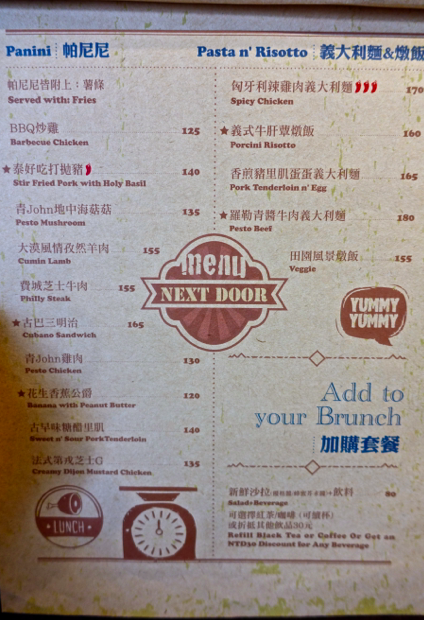 Panini 帕尼尼
帕尼尼皆附上：薯條
Served with: Fries
BBQ炒雞 125
Barbecue Chicken
★泰好吃打拋豬 140
Stir Fried Pork with Holy Basil
青John地中海菇菇 135
Pesto Mushroom
大漠風情孜然羊肉 155
Cumin Lamb
費城芝士牛肉 155
Philly Steak
★古巴三明治 165
Cubano Sandwich
青John雞肉 130
Pesto Chicken
★花生香蕉公爵 120
Banana with Peanut Butter
古早味糖醋里肌 140
Sweet n' Sour PorkTenderloin
法式第戎芝士G 135
Creamy Dijon Mustard Chicken
LUNCH
Pasta n' Risotto 義大利麵&燉飯
匈牙利辣雞肉義大利麵 170
Spicy Chicken
★義式牛肝蕈燉飯 160
Porcini Risotto
香煎豬里肌蛋蛋義大利麵 165
Pork Tenderloin n' Egg
★羅勒青醬牛肉義大利麵 180
Pesto Beef
田園風景燉飯 155
Veggie
menu
NEXT DOOR
YUMMY
YUMMY
Add to
your Brunch
加購套餐
新鮮沙拉 +飲料 80
Salad+Beverage
可選擇紅茶/咖啡（可續杯）
或折抵其他飲品30元
Refill Black Tea or Coffee Or Get an
NTD30 Discount for Any Beverage